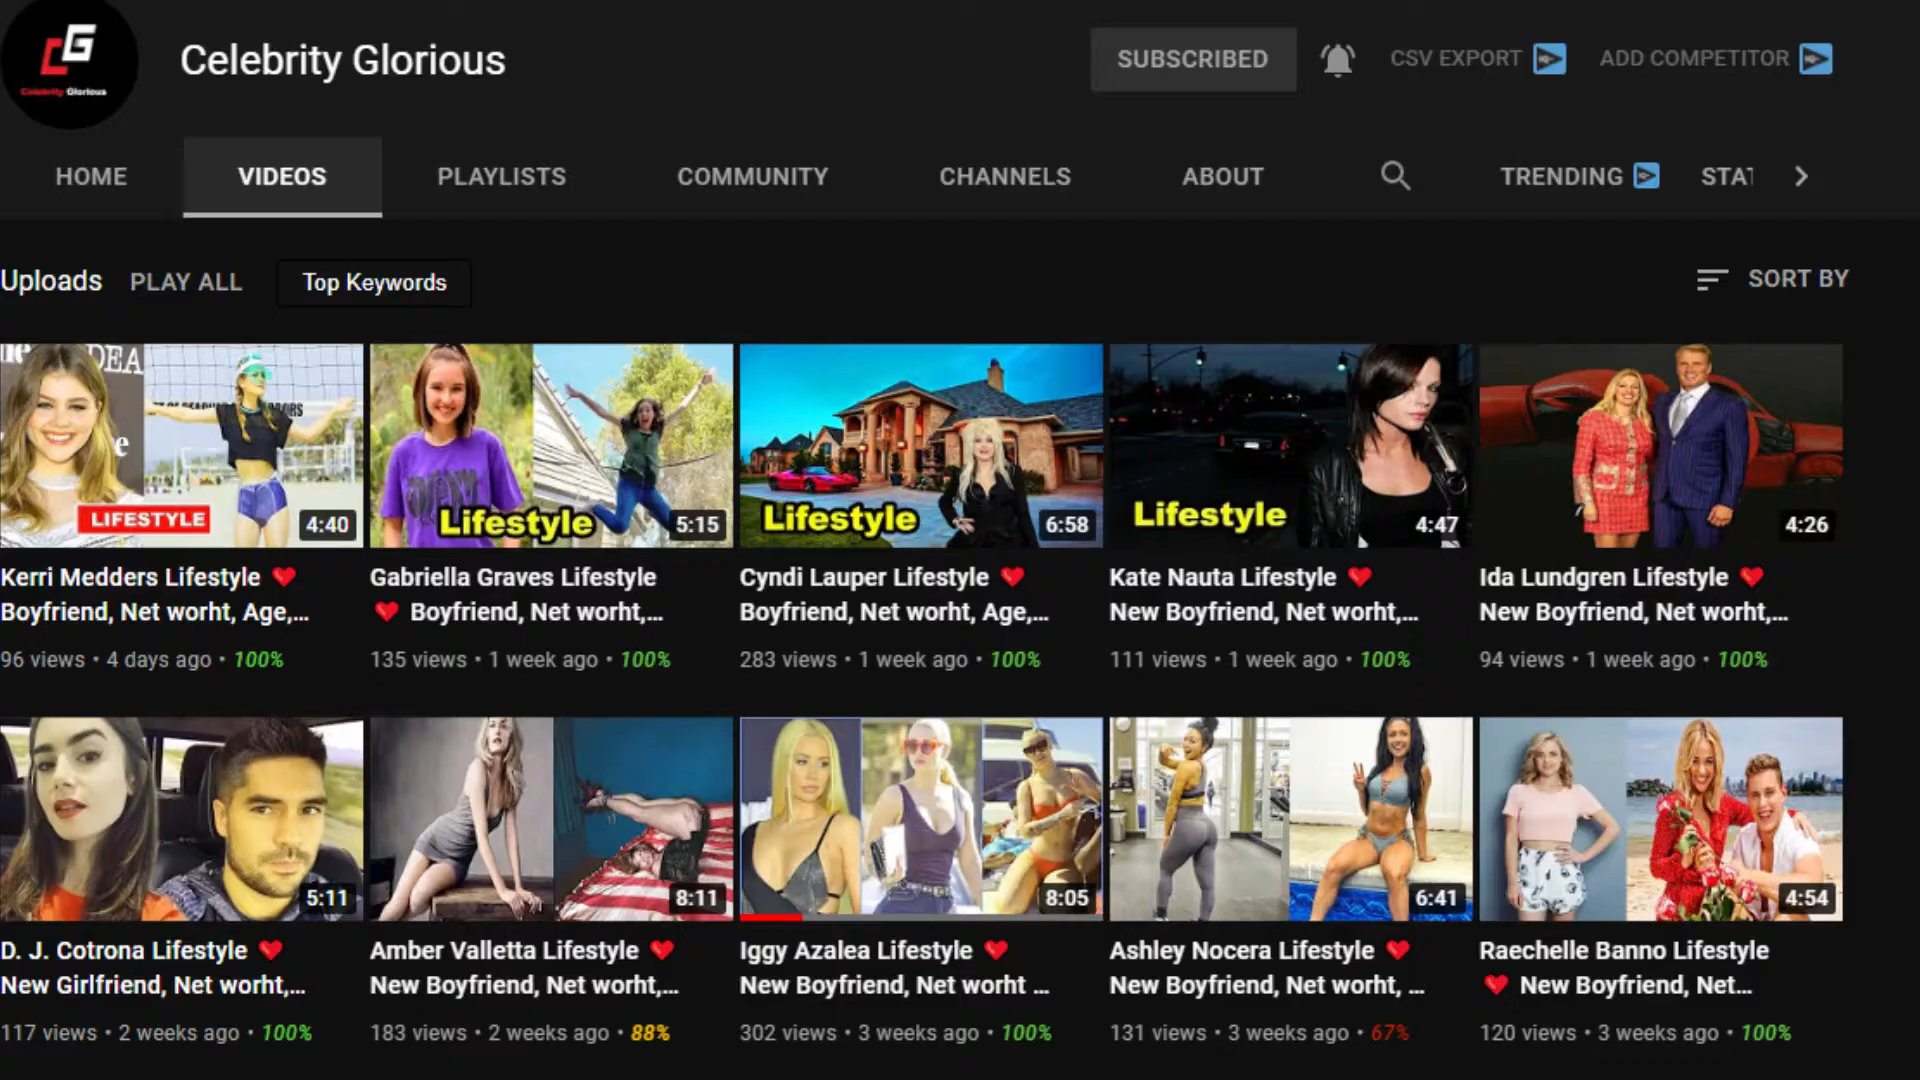 CG
Celebrity Glorious
Celebrity Glorious
SUBSCRIBED
CSV EXPORT
ADD COMPETITOR
HOME
VIDEOS
PLAYLISTS
COMMUNITY
CHANNELS
ABOUT
TRENDING
STAT
Uploads
PLAY ALL
Top Keywords
SORT BY
DEA
LIFESTYLE
4:40
Lifestyle
5:15
Lifestyle
6:58
Lifestyle
4:47
4:26
Kerri Medders Lifestyle ❤️
Boyfriend, Net worht, Age,...
96 views • 4 days ago • 100%
Gabriella Graves Lifestyle
❤️ Boyfriend, Net worht,...
135 views • 1 week ago • 100%
Cyndi Lauper Lifestyle ❤️
Boyfriend, Net worht, Age,...
283 views • 1 week ago • 100%
Kate Nauta Lifestyle ❤️
New Boyfriend, Net worht,...
111 views • 1 week ago • 100%
Ida Lundgren Lifestyle ❤️
New Boyfriend, Net worht,...
94 views • 1 week ago • 100%
5:11
8:11
8:05
6:41
4:54
D. J. Cotrona Lifestyle ❤️
New Girlfriend, Net worht,...
117 views • 2 weeks ago • 100%
Amber Valletta Lifestyle ❤️
New Boyfriend, Net worht,...
183 views • 2 weeks ago • 88%
Iggy Azalea Lifestyle ❤️
New Boyfriend, Net worht ...
302 views • 3 weeks ago • 100%
Ashley Nocera Lifestyle ❤️
New Boyfriend, Net worht, ...
131 views • 3 weeks ago • 67%
Raechelle Banno Lifestyle
❤️ New Boyfriend, Net...
120 views • 3 weeks ago • 100%